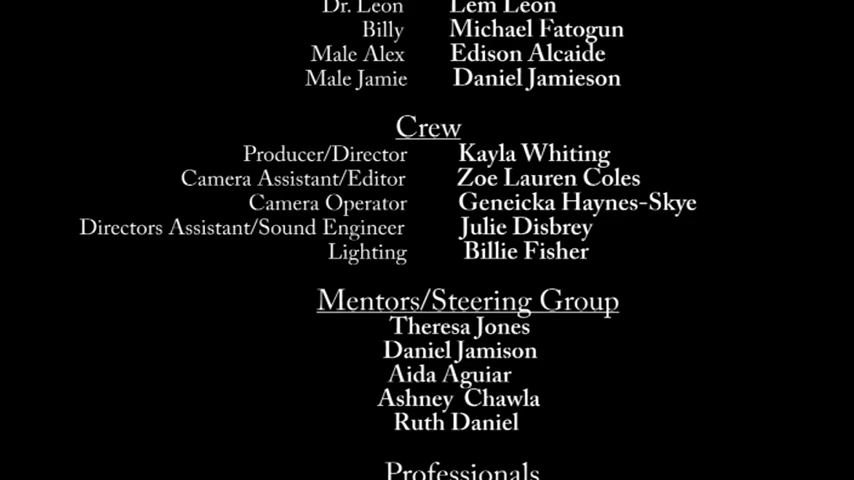 Dr. Leon Lem Leon
Billy Michael Fatogun
Male Alex Edison Alcaide
Male Jamie Daniel Jamieson
Crew
Producer/Director Kayla Whiting
Camera Assistant/Editor Zoe Lauren Coles
Camera Operator Geneicka Haynes-Skye
Directors Assistant/Sound Engineer Julie Disbrey
Lighting Billie Fisher
Mentors/Steering Group
Theresa Jones
Daniel Jamison
Aida Aguiar
Ashney Chawla
Ruth Daniel
Professionals